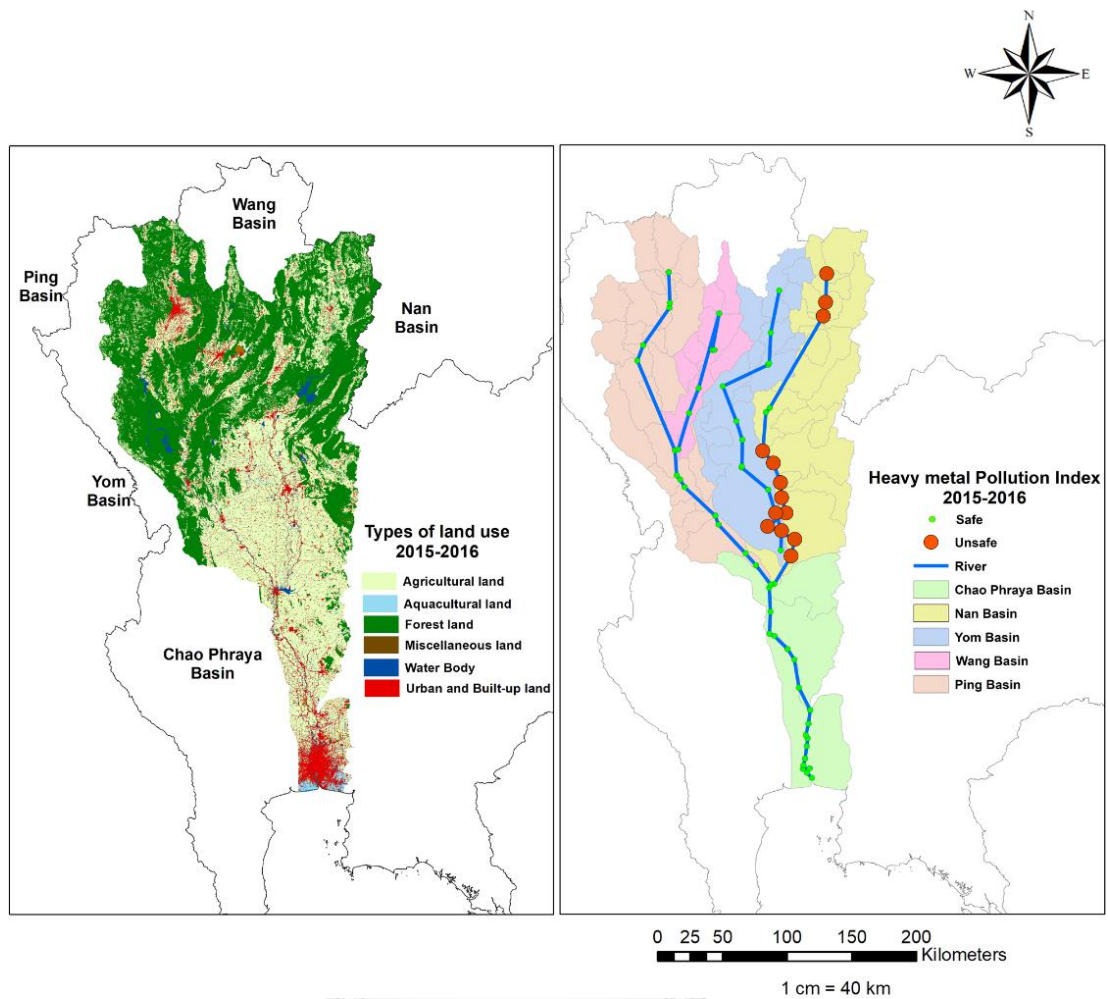 N
W
E
S
Wang
Basin
Ping
Basin
Nan
Basin
Yom
Basin
Chao Phraya
Basin
Types of land use
2015-2016
Agricultural land
Aquacultural land
Forest land
Miscellaneous land
Water Body
Urban and Built-up land
Heavy metal Pollution Index
2015-2016
Safe
Unsafe
River
Chao Phraya Basin
Nan Basin
Yom Basin
Wang Basin
Ping Basin
0 25 50 100 150 200
Kilometers
1 cm = 40 km